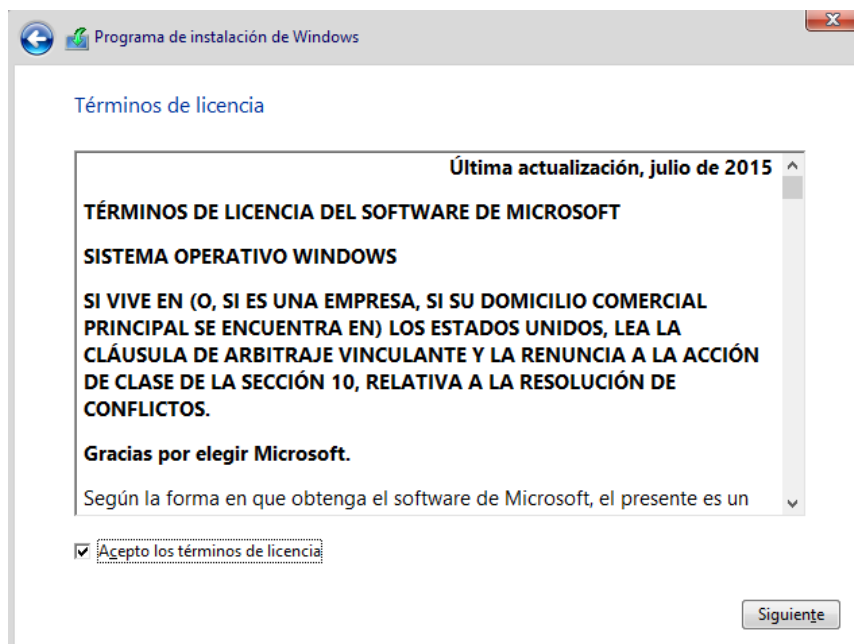 Programa de instalación de Windows
Términos de licencia
Última actualización, julio de 2015
TÉRMINOS DE LICENCIA DEL SOFTWARE DE MICROSOFT
SISTEMA OPERATIVO WINDOWS
SI VIVE EN (O, SI ES UNA EMPRESA, SI SU DOMICILIO COMERCIAL
PRINCIPAL SE ENCUENTRA EN) LOS ESTADOS UNIDOS, LEA LA
CLÁUSULA DE ARBITRAJE VINCULANTE Y LA RENUNCIA A LA ACCIÓN
DE CLASE DE LA SECCIÓN 10, RELATIVA A LA RESOLUCIÓN DE
CONFLICTOS.
Gracias por elegir Microsoft.
Según la forma en que obtenga el software de Microsoft, el presente es un
Acepto los términos de licencia
Siguiente